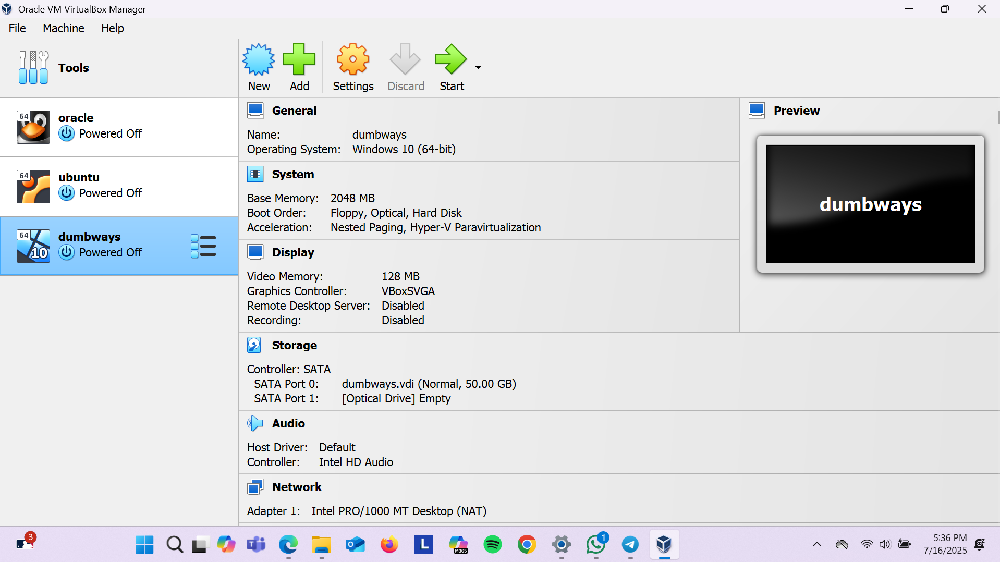 Oracle VM VirtualBox Manager
File Machine Help
Tools
New Add Settings Discard Start
64
oracle
Powered Off
64
ubuntu
Powered Off
64
10
dumbways
Powered Off
General
Name: dumbways
Operating System: Windows 10 (64-bit)
System
Base Memory: 2048 MB
Boot Order: Floppy, Optical, Hard Disk
Acceleration: Nested Paging, Hyper-V Paravirtualization
Display
Video Memory: 128 MB
Graphics Controller: VBoxSVGA
Remote Desktop Server: Disabled
Recording: Disabled
Preview
dumbways
Storage
Controller: SATA
SATA Port 0: dumbways.vdi (Normal, 50.00 GB)
SATA Port 1: [Optical Drive] Empty
Audio
Host Driver: Default
Controller: Intel HD Audio
Network
Adapter 1: Intel PRO/1000 MT Desktop (NAT)
3
T
L
M365
1
5:36 PM
7/16/2025